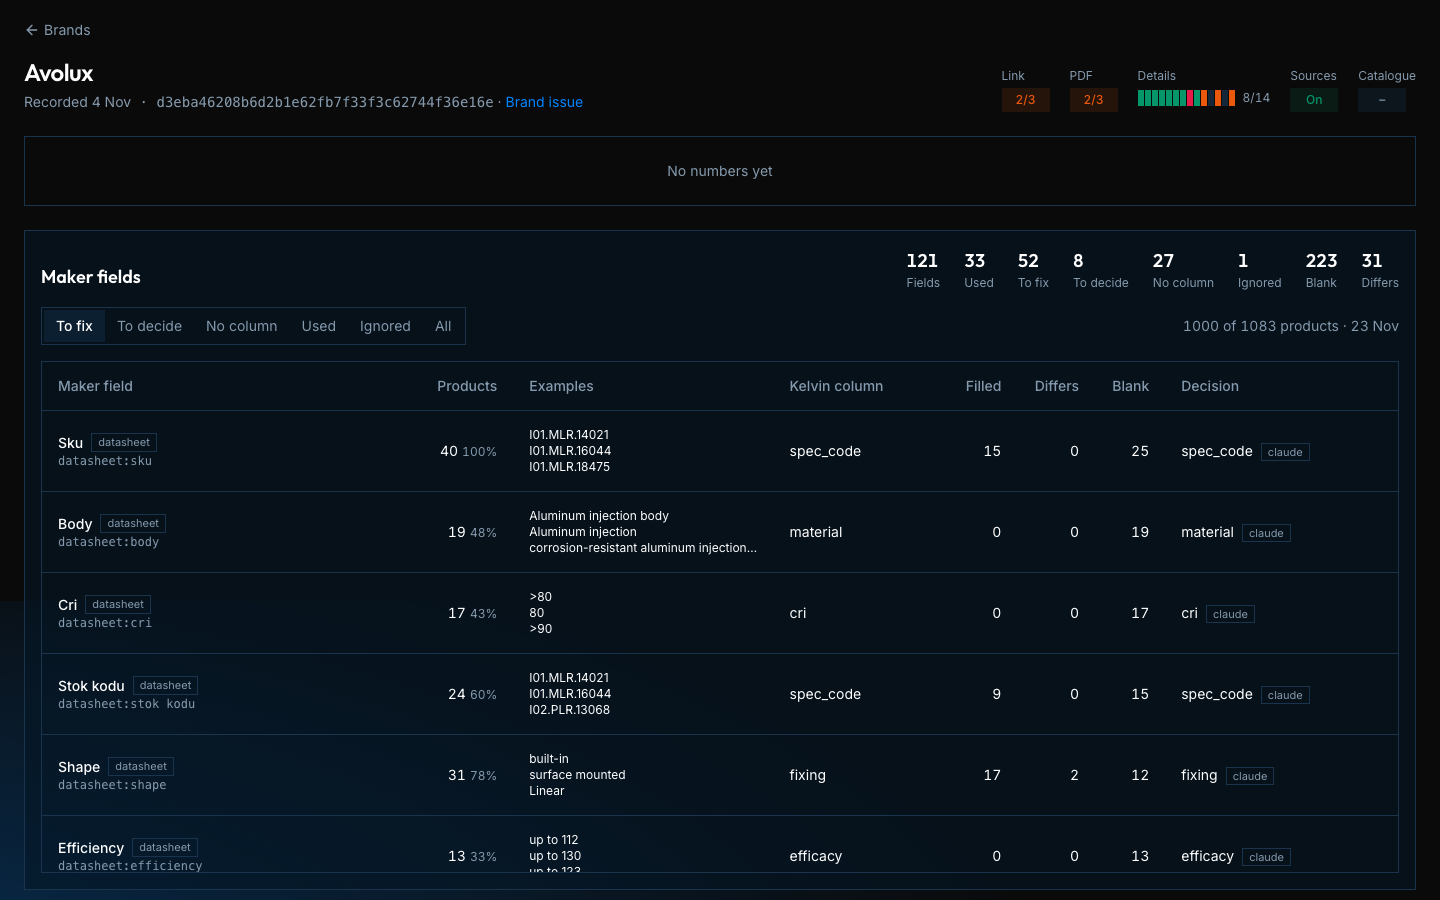 ← Brands
Avolux
Recorded 4 Nov · d3eba46208b6d2b1e62fb7f33f3c62744f36e16e · Brand issue
Link PDF Details Sources Catalogue
2/3 2/3 8/14 On –
No numbers yet
Maker fields
121 33 52 8 27 1 223 31
Fields Used To fix To decide No column Ignored Blank Differs
To fix To decide No column Used Ignored All
1000 of 1083 products · 23 Nov
Maker field Products Examples Kelvin column Filled Differs Blank Decision
Sku datasheet
datasheet:sku
40 100%
I01.MLR.14021
I01.MLR.16044
I01.MLR.18475
spec_code 15 0 25 spec_code claude
Body datasheet
datasheet:body
19 48%
Aluminum injection body
Aluminum injection
corrosion-resistant aluminum injection...
material 0 0 19 material claude
Cri datasheet
datasheet:cri
17 43%
>80
80
>90
cri 0 0 17 cri claude
Stok kodu datasheet
datasheet:stok kodu
24 60%
I01.MLR.14021
I01.MLR.16044
I02.PLR.13068
spec_code 9 0 15 spec_code claude
Shape datasheet
datasheet:shape
31 78%
built-in
surface mounted
Linear
fixing 17 2 12 fixing claude
Efficiency datasheet
datasheet:efficiency
13 33%
up to 112
up to 130
up to 123
efficacy 0 0 13 efficacy claude